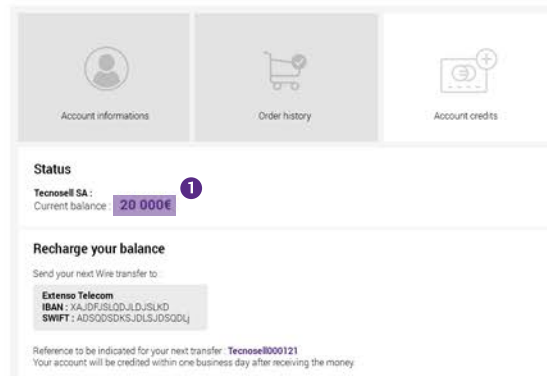 Account informations
Order history
Account credits
Status
Tecnosell SA :
Current balance : 20 000€
1
Recharge your balance
Send your next Wire transfer to :
Extenso Telecom
IBAN : XAJDFJSLQDJLDJSLKD
SWIFT : ADSQDSDKSJDLSJDSQDLj
Reference to be indicated for your next transfer : Tecnosell000121
Your account will be credited within one business day after receiving the money